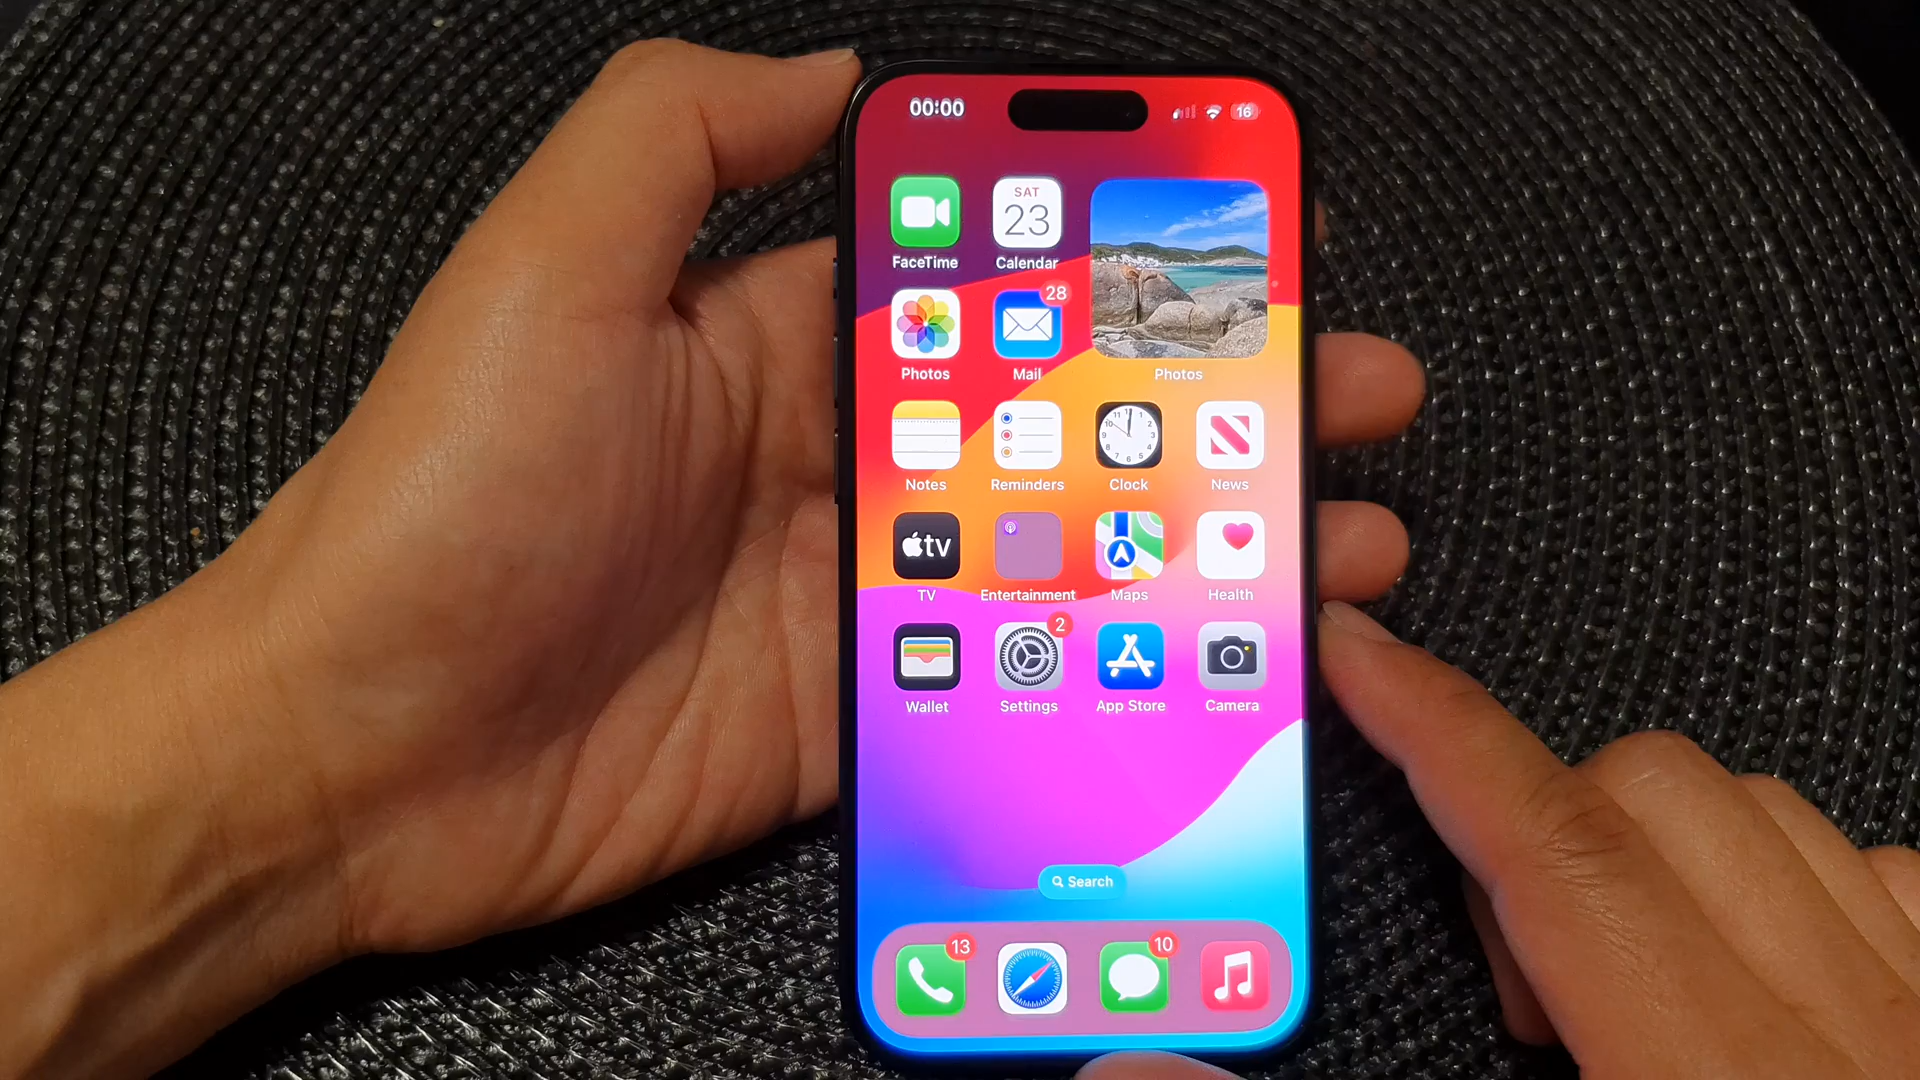 00:00
16
SAT
23
FaceTime
Calendar
28
Photos
Mail
Photos
Notes
Reminders
Clock
News
tv
TV
Entertainment
Maps
Health
2
Wallet
Settings
App Store
Camera
Search
13
10